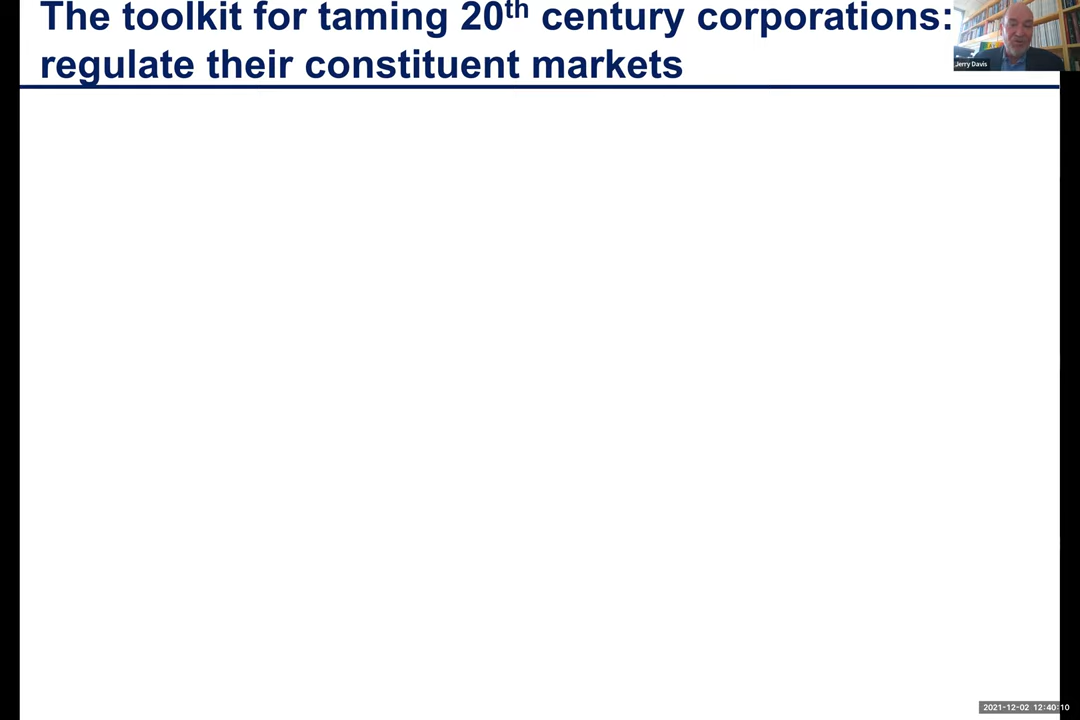 The toolkit for taming 20th century corporations:
regulate their constituent markets
Jerry Davis
2021-12-02 12:40:10